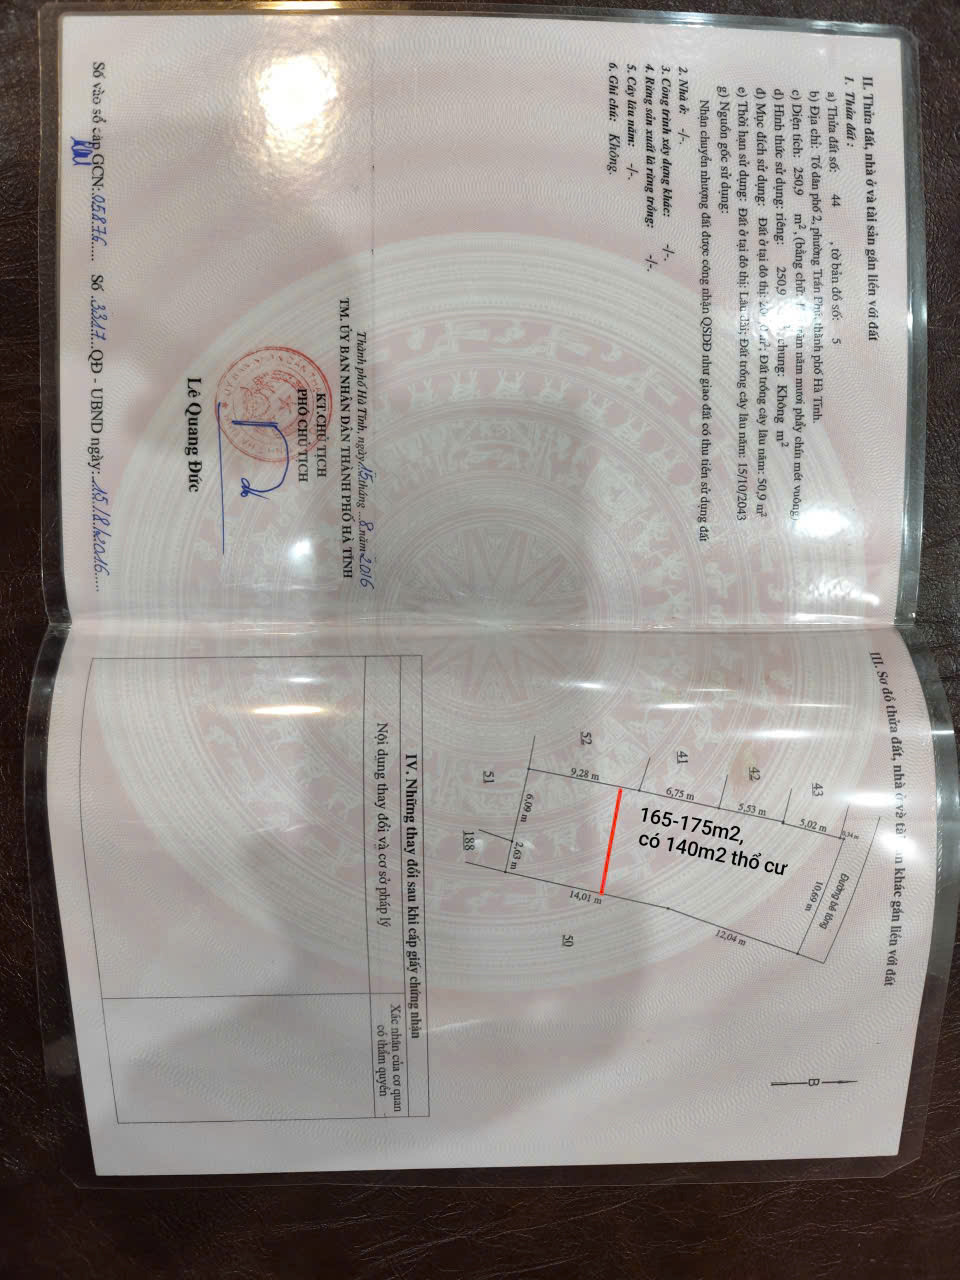 II. Thửa đất, nhà ở và tài sản gắn liền với đất
1. Thửa đất :
a) Thửa đất số: 44 , tờ bản đồ số: 5
b) Địa chỉ: Tổ dân phố 2, phường Trần Phú, thành phố Hà Tĩnh.
c) Diện tích: 250,9 m², (bằng chữ: trăm năm mươi phẩy chín mét vuông)
d) Hình thức sử dụng: riêng: 250,9 chung: Không m²
đ) Mục đích sử dụng: Đất ở tại đô thị: m²; Đất trồng cây lâu năm: 50,9 m²
e) Thời hạn sử dụng: Đất ở tại đô thị: Lâu dài; Đất trồng cây lâu năm: 15/10/2043
g) Nguồn gốc sử dụng:
Nhận chuyển nhượng đất được công nhận QSDĐ như giao đất có thu tiền sử dụng đất
2. Nhà ở: -/-.
3. Công trình xây dựng khác: -/-.
4. Rừng sản xuất là rừng trồng: -/-.
5. Cây lâu năm: -/-.
6. Ghi chú: Không.
Thành phố Hà Tĩnh, ngày 15 tháng 8 năm 2016
TM. ỦY BAN NHÂN DÂN THÀNH PHỐ HÀ TĨNH
KT.CHỦ TỊCH
PHÓ CHỦ TỊCH
Lê Quang Đức
Số vào sổ cấp GCN: 05876..... Số 3317 QĐ - UBND ngày: 15/8/2016
III. Sơ đồ thửa đất, nhà ở và tài sản khác gắn liền với đất
B
Đường bê tông
10,69 m
0,34 m
43
5,02 m
42
5,53 m
41
6,75 m
52
9,28 m
165-175m2,
có 140m2 thổ cư
12,04 m
14,01 m
50
6,09 m
2,63 m
51
188
IV. Những thay đổi sau khi cấp giấy chứng nhận
Nội dung thay đổi và cơ sở pháp lý
Xác nhận của cơ quan
có thẩm quyền